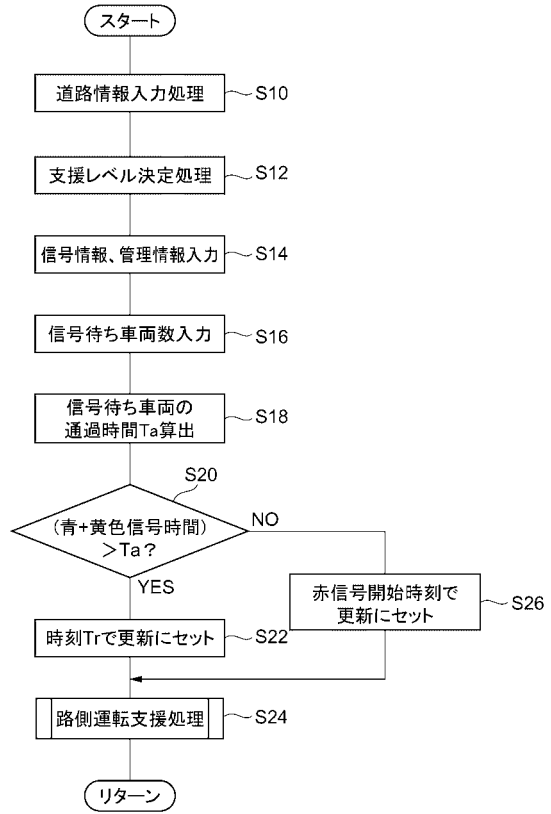 スタート
道路情報入力処理
S10
支援レベル決定処理
S12
信号情報、管理情報入力
S14
信号待ち車両数入力
S16
信号待ち車両の
通過時間Ta算出
S18
S20
(青+黄色信号時間)
>Ta?
NO
YES
赤信号開始時刻で
更新にセット
S26
時刻Trで更新にセット
S22
路側運転支援処理
S24
リターン